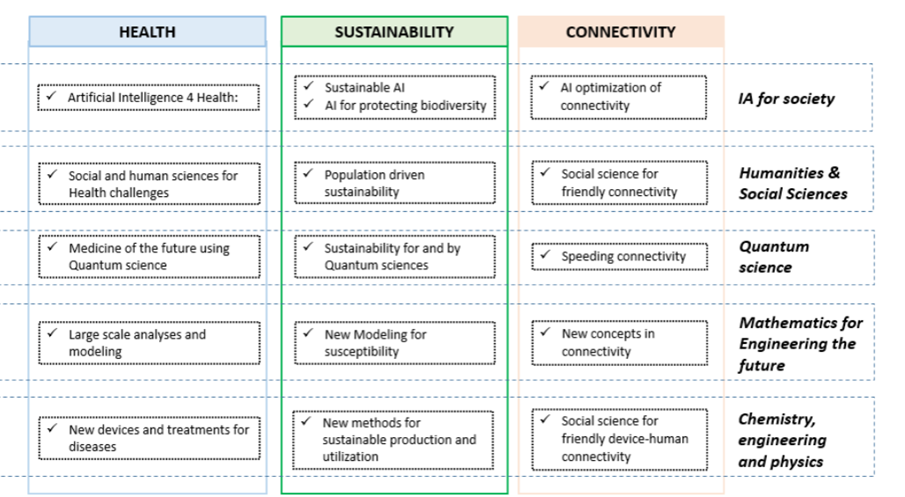 HEALTH
SUSTAINABILITY
CONNECTIVITY
✓ Artificial Intelligence 4 Health:
✓ Sustainable AI
✓ AI for protecting biodiversity
✓ AI optimization of
connectivity
IA for society
✓ Social and human sciences for
Health challenges
✓ Population driven
sustainability
✓ Social science for
friendly connectivity
Humanities &
Social Sciences
✓ Medicine of the future using
Quantum science
✓ Sustainability for and by
Quantum sciences
✓ Speeding connectivity
Quantum
science
✓ Large scale analyses and
modeling
✓ New Modeling for
susceptibility
✓ New concepts in
connectivity
Mathematics for
Engineering the
future
✓ New devices and treatments for
diseases
✓ New methods for
sustainable production and
utilization
✓ Social science for
friendly device-human
connectivity
Chemistry,
engineering
and physics